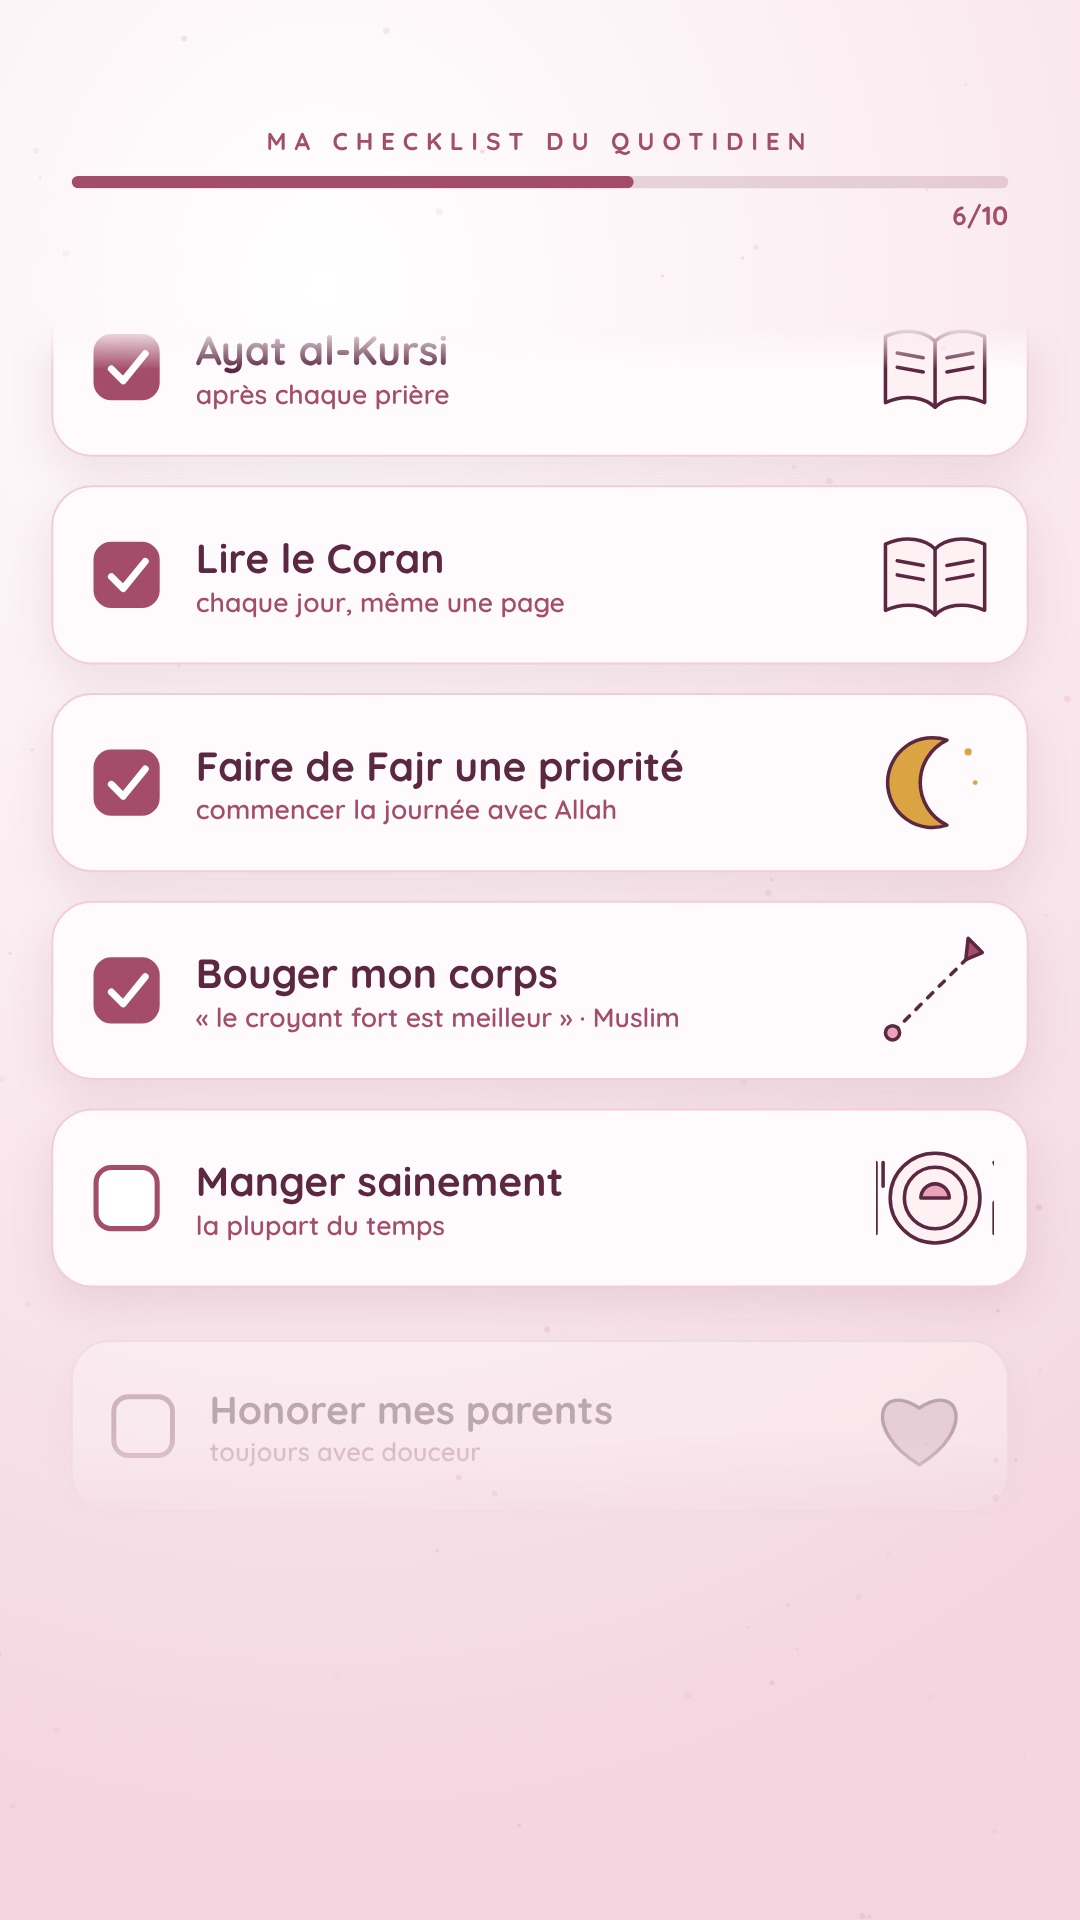 MA CHECKLIST DU QUOTIDIEN
6/10
Ayat al-Kursi
après chaque prière
Lire le Coran
chaque jour, même une page
Faire de Fajr une priorité
commencer la journée avec Allah
Bouger mon corps
« le croyant fort est meilleur » · Muslim
Manger sainement
la plupart du temps
Honorer mes parents
toujours avec douceur